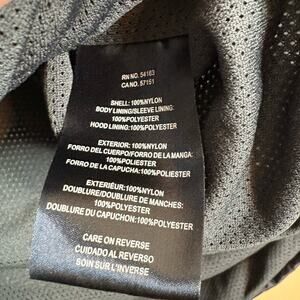 RN NO. 54163
CA NO. 57151
SHELL: 100%NYLON
BODY LINING/SLEEVE LINING:
100%POLYESTER
HOOD LINING:100%POLYESTER
EXTERIOR: 100%NYLON
FORRO DEL CUERPO/FORRO DE LA MANGA:
100%POLIESTER
FORRO DE LA CAPUCHA:100%POLIESTER
EXTÉRIEUR: 100%NYLON
DOUBLURE/DOUBLURE DE MANCHES:
100%POLYESTER
DOUBLURE DU CAPUCHON:100%POLYESTER
CARE ON REVERSE
CUIDADO AL REVERSO
SOIN SUR L'INVERSE